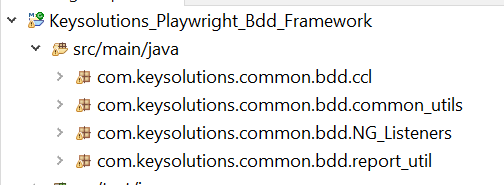 Keysolutions_Playwright_Bdd_Framework
src/main/java
com.keysolutions.common.bdd.ccl
com.keysolutions.common.bdd.common_utils
com.keysolutions.common.bdd.NG_Listeners
com.keysolutions.common.bdd.report_util